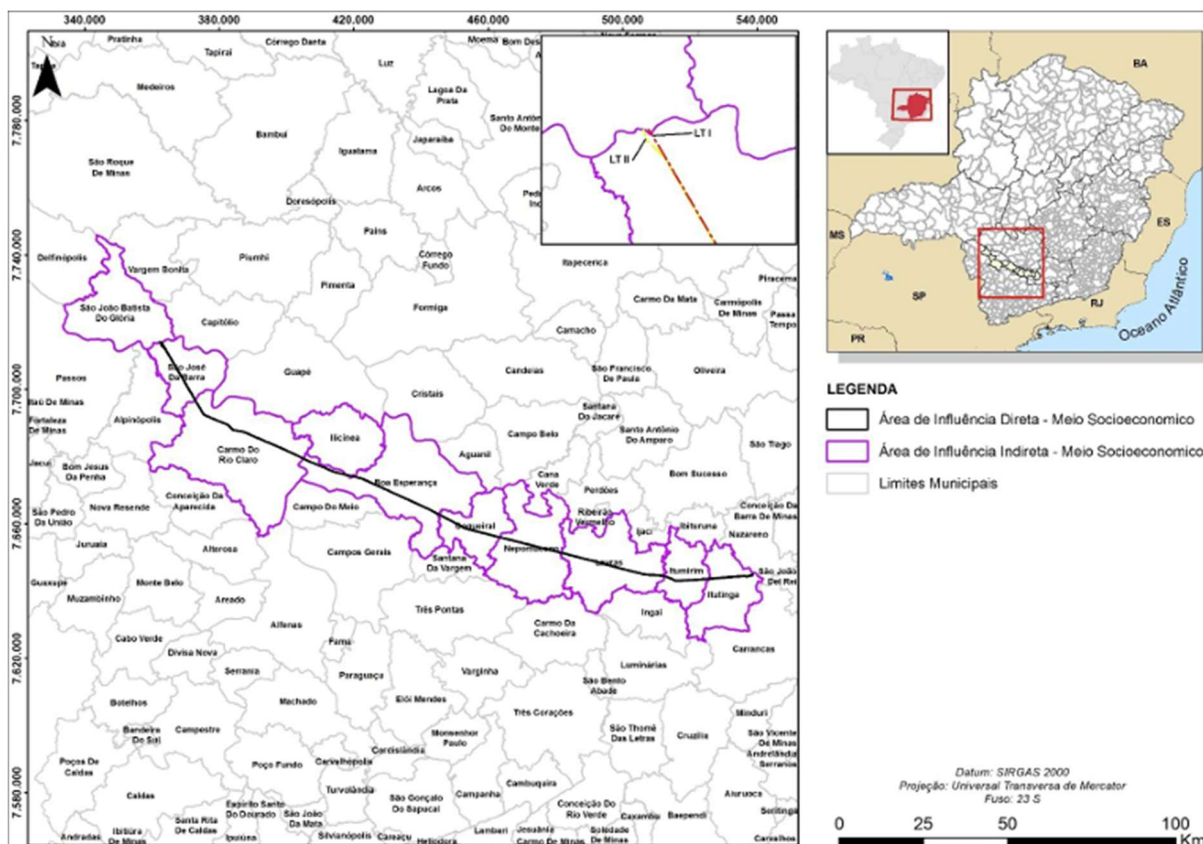 340.000
380.000
420.000
460.000
500.000
540.000
N
Pratinha
Tapirai
Córrego Danta
Moema
Bom Des
Luz
Medeiros
Lagoa Da
Prata
Santo Antôn
De Monte
Bambuí
Japaraíba
Iguatama
São Roque
De Minas
Arcos
Doresópolis
Pains
Córrego
Fundo
Itapecerica
Delfinópolis
Vargem Bonita
Piumhi
Pimenta
Formiga
Carmo Da Mata
Piracema
Carmópolis
De Minas
Passa
Tempo
São João Batista
Do Glória
Capitólio
Camacho
Passos
São José
Da Barra
Guapé
Candeias
São Francisco
De Paula
Oliveira
Itaú De Minas
Cristais
Fortaleza
De Minas
Alpinópolis
Ilicínea
Santana
Do Jacaré
Campo Belo
Santo Antônio
Do Amparo
São Tiago
Jacuí
Bom Jesus
Da Penha
Carmo Do
Rio Claro
Aguanil
Boa Esperança
Cana
Verde
Perdões
Bom Sucesso
São Pedro
Da União
Nova Resende
Conceição Da
Aparecida
Campo Do Meio
Ribeirão
Vermelho
Conceição Da
Barra De Minas
Coqueiral
Ijaci
Ibituruna
Nazareno
Juruaia
Alterosa
Campos Gerais
Santana
Da Vargem
Nepomuceno
Lavras
Itumirim
São João
Del Rei
Guaxupé
Monte Belo
Itutinga
Muzambinho
Areado
Três Pontas
Ingaí
Alfenas
Carmo Da
Cachoeira
Cabo Verde
Fama
Carrancas
Divisa Nova
Luminárias
Serrania
Paraguaçu
Varginha
São Bento
Abade
Botelhos
Machado
Elói Mendes
Três Corações
Minduri
Bandeira
Do Sul
Campestre
Monsenhor
Paulo
São Thomé
Das Letras
Cruzília
São Vicente
De Minas
Andrelândia
Serranos
Poços De
Caldas
Poço Fundo
Cordislândia
Carvalhópolis
Cambuquira
Caldas
Turvolândia
Campanha
Aiuruoca
Espírito Santo
Do Dourado
São João
Da Mata
São Gonçalo
Do Sapucaí
Conceição Do
Rio Verde
Seritinga
Santa Rita
De Caldas
Caxambu
Baependi
Andradas
Ibitiúra
De Minas
Ipuiúna
Silvianópolis
Careaçu
Heliodora
Lambari
Jesuânia
Carmo De Minas
Soledade
De Minas
Carvalhos
7.780.000
7.740.000
7.700.000
7.660.000
7.620.000
7.580.000
LT I
LT II
BA
MS
ES
SP
RJ
PR
Oceano Atlântico
LEGENDA
Área de Influência Direta - Meio Socioeconomico
Área de Influência Indireta - Meio Socioeconomico
Limites Municipais
Datum: SIRGAS 2000
Projeção: Universal Transversa de Mercator
Fuso: 23 S
0 25 50 100
Km